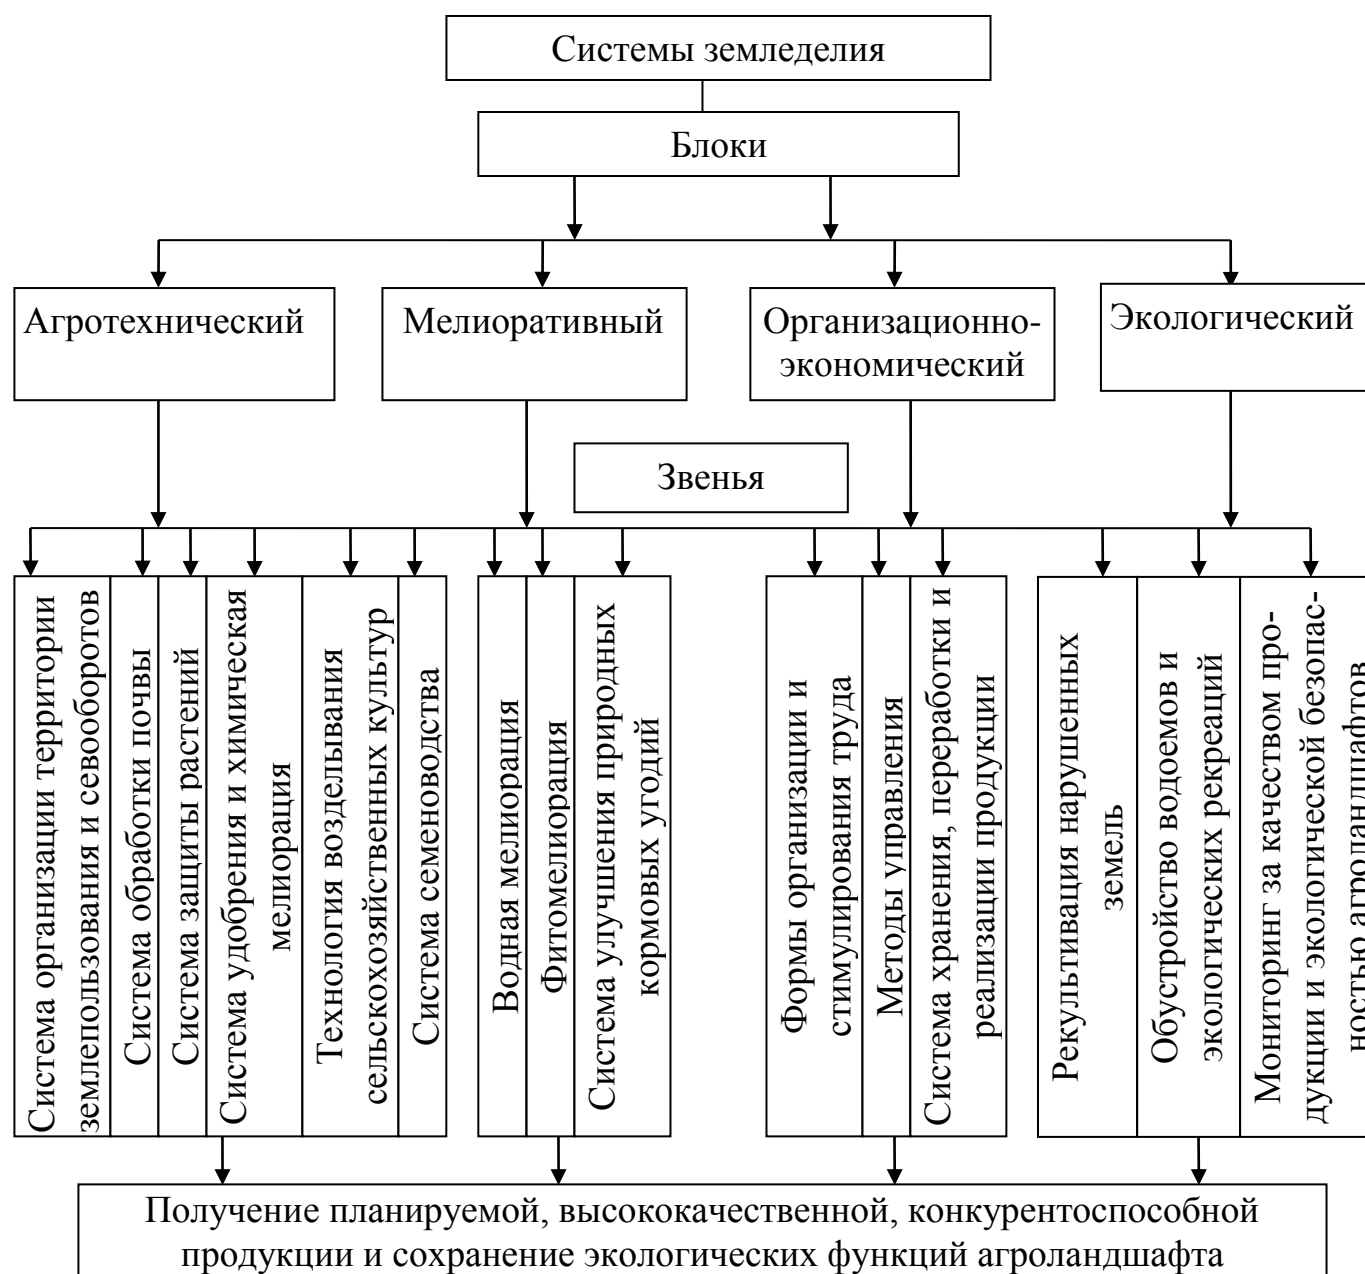 Системы земледелия
Блоки
Агротехнический
Мелиоративный
Организационно-
экономический
Экологический
Звенья
Система организации территории
землепользования и севооборотов
Система обработки почвы
Система защиты растений
Система удобрения и химическая
мелиорация
Технология возделывания
сельскохозяйственных культур
Система семеноводства
Водная мелиорация
Фитомелиорация
Система улучшения природных
кормовых угодий
Формы организации и
стимулирования труда
Методы управления
Система хранения, переработки и
реализации продукции
Рекультивация нарушенных
земель
Обустройство водоемов и
экологических рекреаций
Мониторинг за качеством про-
дукции и экологической безопас-
ностью агроландшафтов
Получение планируемой, высококачественной, конкурентоспособной
продукции и сохранение экологических функций агроландшафта